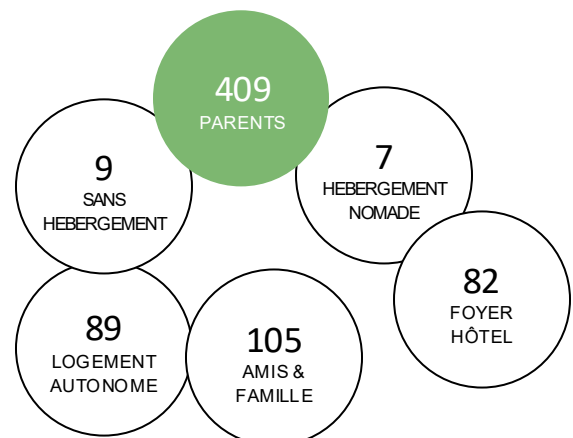 409
PARENTS
9
SANS
HEBERGEMENT
7
HEBERGEMENT
NOMADE
82
FOYER
HÔTEL
89
LOGEMENT
AUTONOME
105
AMIS &
FAMILLE